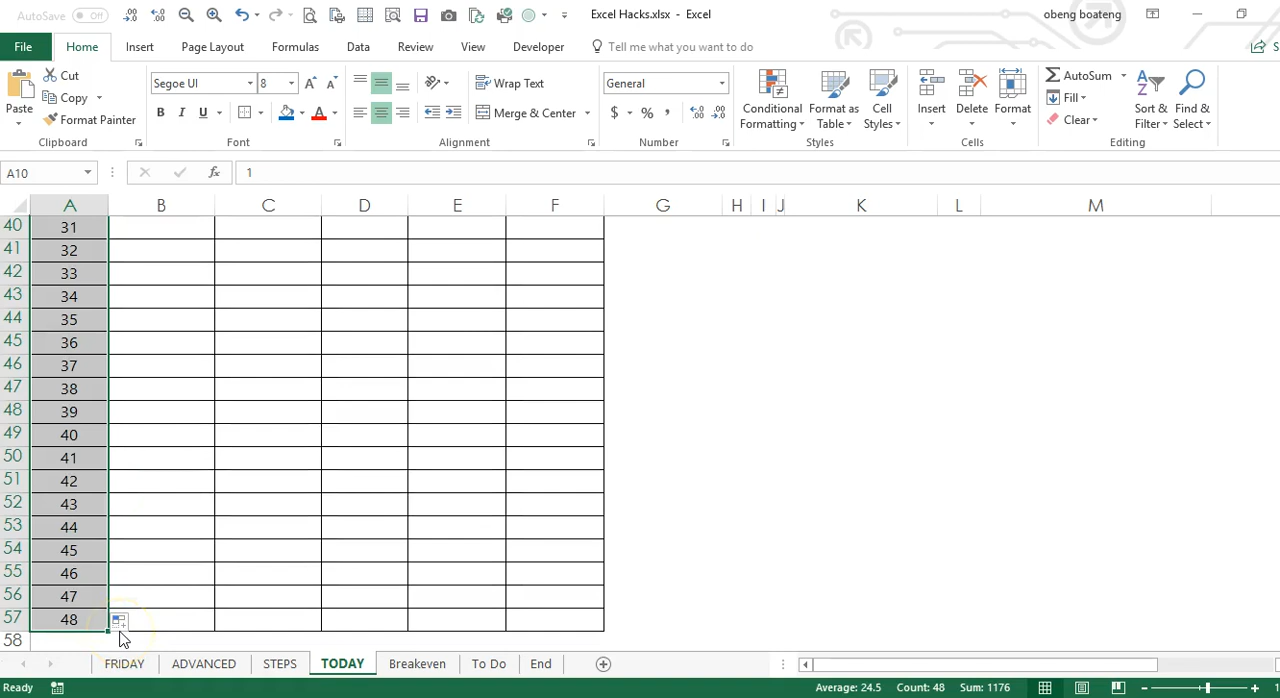 AutoSave Off Excel Hacks.xlsx - Excel obeng boateng
File Home Insert Page Layout Formulas Data Review View Developer Tell me what you want to do S
Paste Cut Copy Format Painter Clipboard
Segoe UI 8 B I U A Font
Wrap Text Merge & Center Alignment
General $ % , Number
Conditional Formatting Format as Table Cell Styles Styles
Insert Delete Format Cells
AutoSum Fill Clear Sort & Filter Find & Select Editing
A10 fx 1
A B C D E F G H I J K L M
40 31
41 32
42 33
43 34
44 35
45 36
46 37
47 38
48 39
49 40
50 41
51 42
52 43
53 44
54 45
55 46
56 47
57 48
58
FRIDAY ADVANCED STEPS TODAY Breakeven To Do End
Ready Average: 24.5 Count: 48 Sum: 1176 1